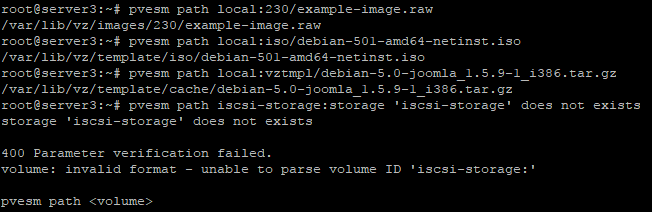 root@server3:~# pvesm path local:230/example-image.raw
/var/lib/vz/images/230/example-image.raw
root@server3:~# pvesm path local:iso/debian-501-amd64-netinst.iso
/var/lib/vz/template/iso/debian-501-amd64-netinst.iso
root@server3:~# pvesm path local:vztmpl/debian-5.0-joomla_1.5.9-1_i386.tar.gz
/var/lib/vz/template/cache/debian-5.0-joomla_1.5.9-1_i386.tar.gz
root@server3:~# pvesm path iscsi-storage:storage 'iscsi-storage' does not exists
storage 'iscsi-storage' does not exists
400 Parameter verification failed.
volume: invalid format - unable to parse volume ID 'iscsi-storage:'
pvesm path <volume>